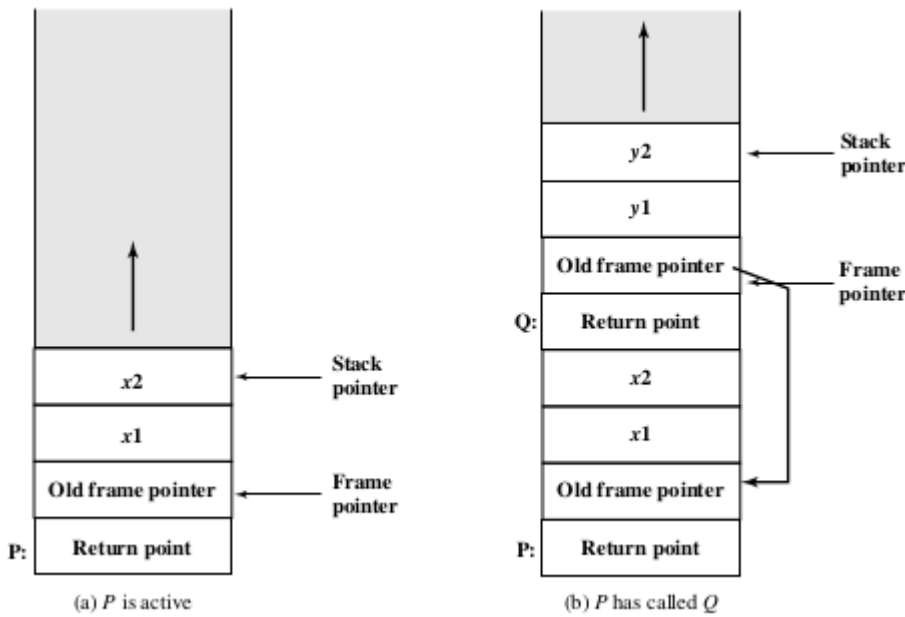 x2
Stack
pointer
x1
Old frame pointer
Frame
pointer
P:
Return point
(a) P is active
y2
Stack
pointer
y1
Old frame pointer
Frame
pointer
Q:
Return point
x2
x1
Old frame pointer
P:
Return point
(b) P has called Q